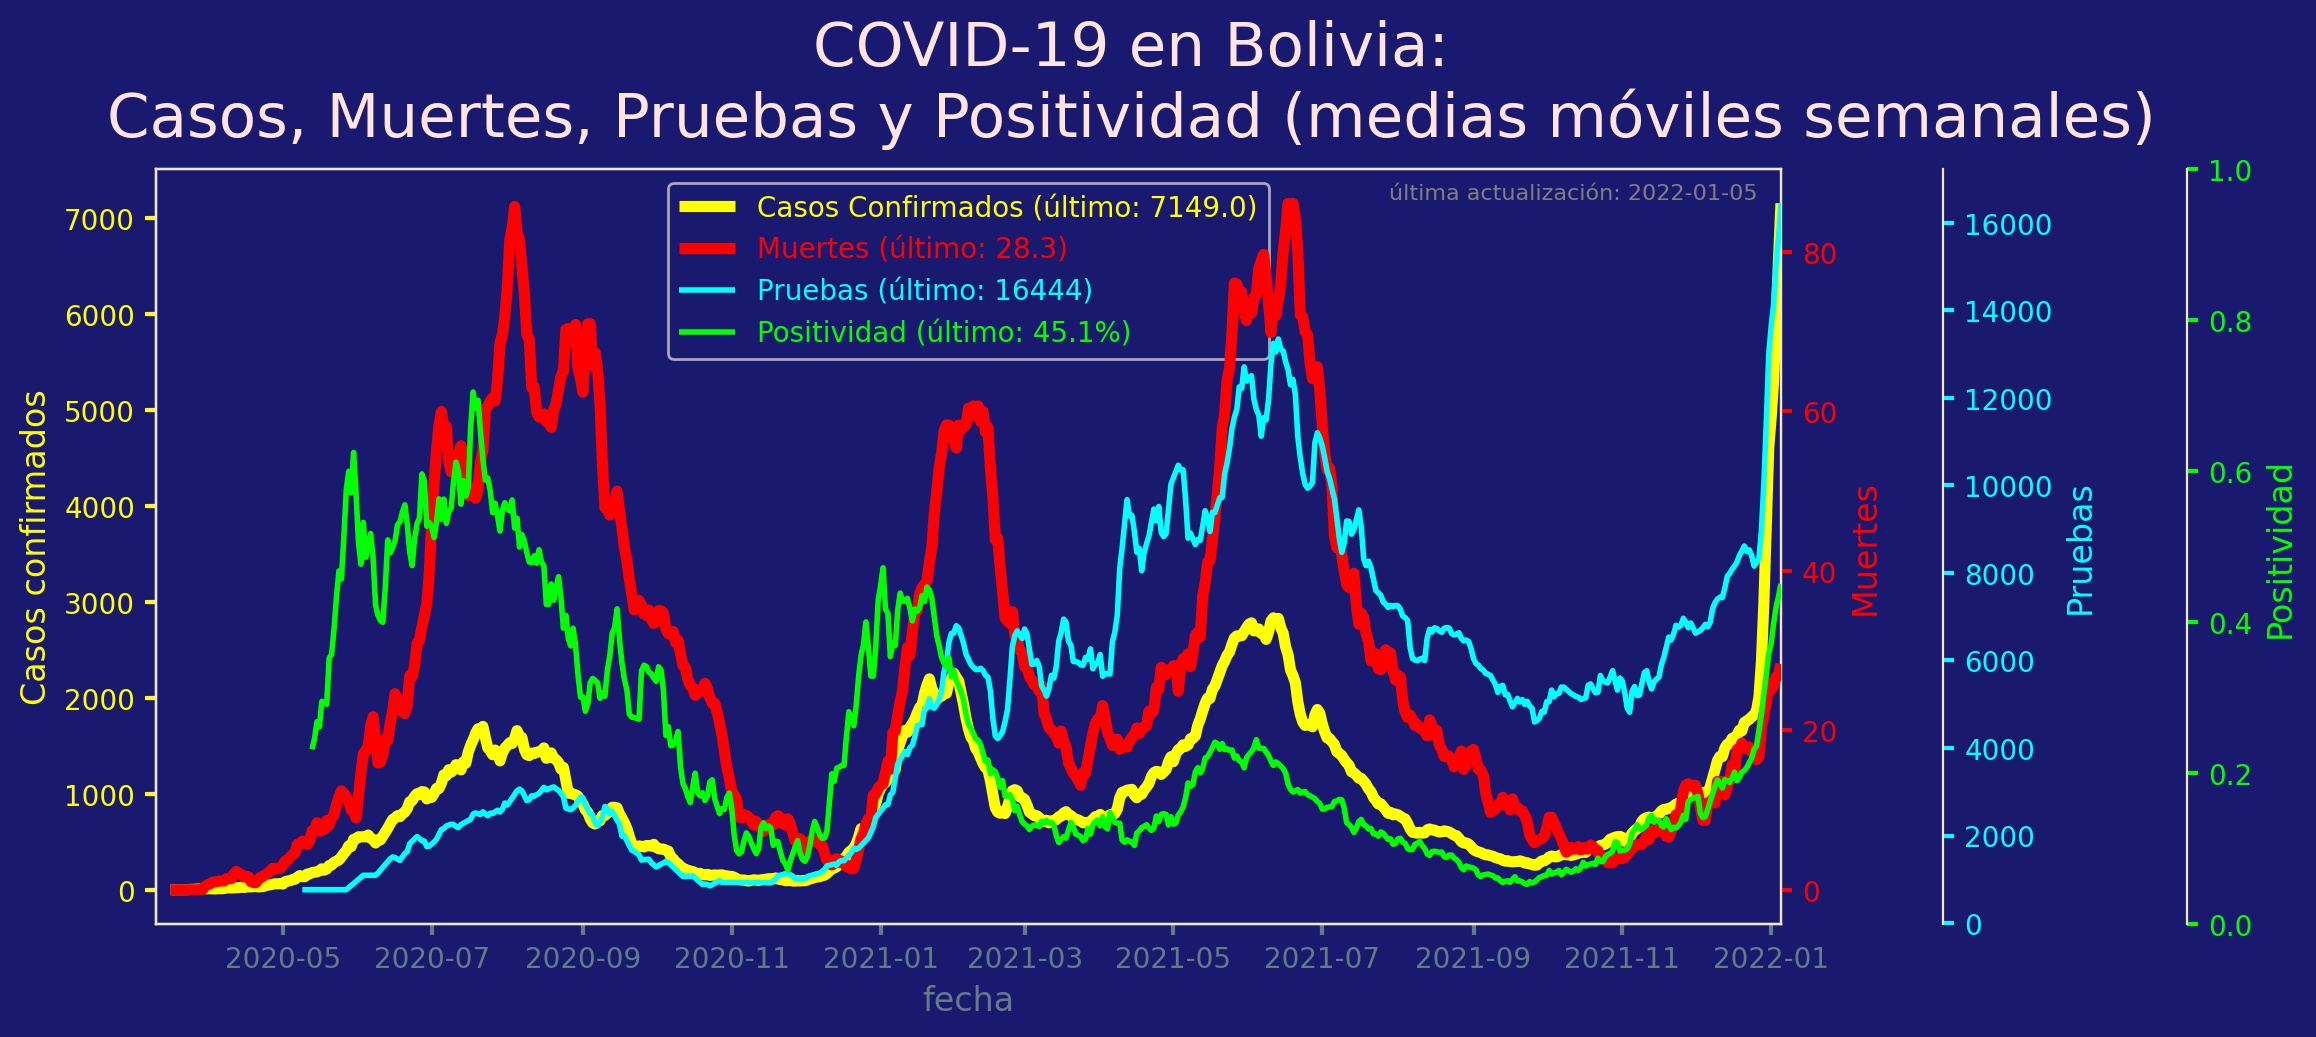 COVID-19 en Bolivia:
Casos, Muertes, Pruebas y Positividad (medias móviles semanales)
última actualización: 2022-01-05
Casos Confirmados (último: 7149.0)
Muertes (último: 28.3)
Pruebas (último: 16444)
Positividad (último: 45.1%)
Casos confirmados
7000
6000
5000
4000
3000
2000
1000
0
Muertes
80
60
40
20
0
Pruebas
16000
14000
12000
10000
8000
6000
4000
2000
0
Positividad
1.0
0.8
0.6
0.4
0.2
0.0
2020-05 2020-07 2020-09 2020-11 2021-01 2021-03 2021-05 2021-07 2021-09 2021-11 2022-01
fecha